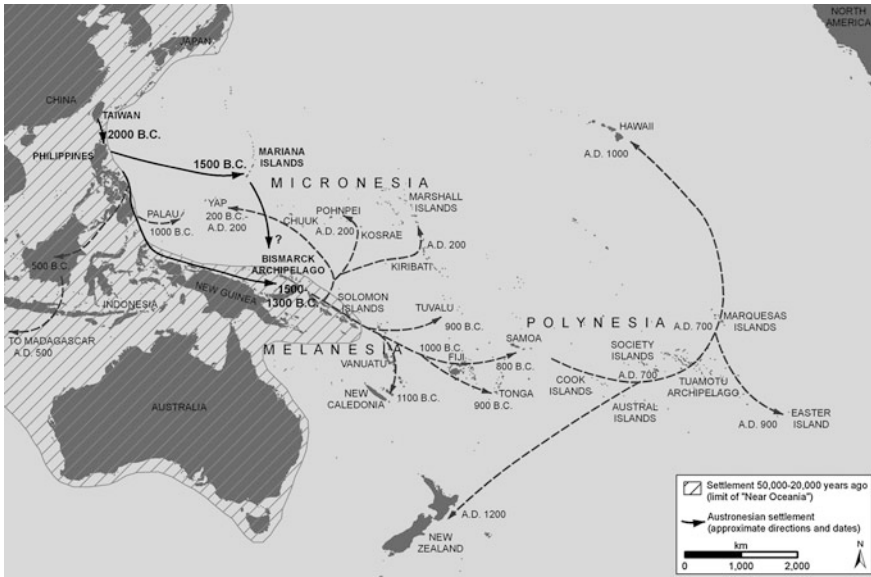 NORTH
AMERICA
JAPAN
CHINA
TAIWAN
2000 B.C.
PHILIPPINES
1500 B.C.
MARIANA
ISLANDS
HAWAII
A.D. 1000
MICRONESIA
MARSHALL
ISLANDS
PALAU
1000 B.C.
YAP
200 B.C.-
A.D. 200
CHUUK
POHNPEI
A.D. 200
KOSRAE
A.D. 200
KIRIBATI
?
500 B.C.
BISMARCK
ARCHIPELAGO
1500-
1300 B.C.
INDONESIA
NEW GUINEA
SOLOMON
ISLANDS
TO MADAGASCAR
A.D. 500
TUVALU
900 B.C.
POLYNESIA
A.D. 700
MARQUESAS
ISLANDS
MELANESIA
1000 B.C.
FIJI
SAMOA
800 B.C.
SOCIETY
ISLANDS
A.D. 700
VANUATU
COOK
ISLANDS
TUAMOTU
ARCHIPELAGO
NEW
CALEDONIA
1100 B.C.
TONGA
900 B.C.
AUSTRAL
ISLANDS
A.D. 900
EASTER
ISLAND
AUSTRALIA
A.D. 1200
NEW
ZEALAND
Settlement 50,000-20,000 years ago
(limit of "Near Oceania")
Austronesian settlement
(approximate directions and dates)
km
N
0 1,000 2,000